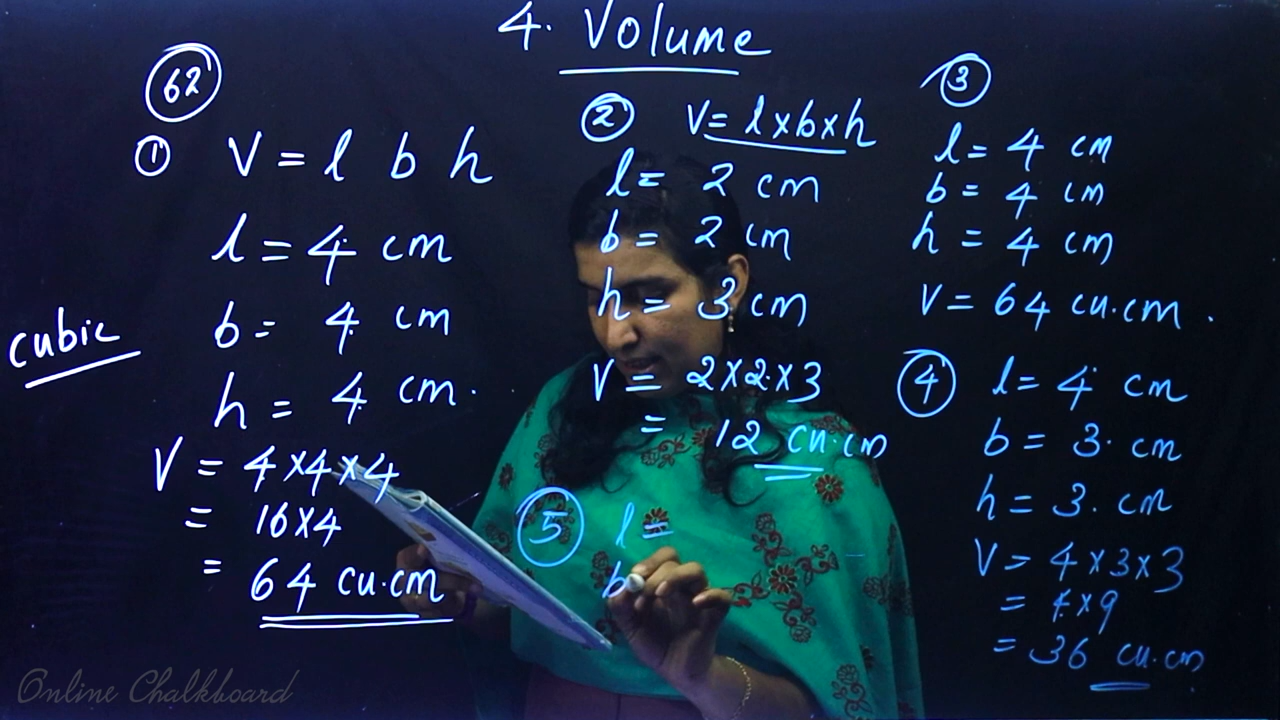 4. Volume
62
1 V = l b h
l = 4 cm
b = 4 cm
h = 4 cm.
cubic
V = 4 x 4 x 4
= 16 x 4
= 64 cu.cm
2 V = l x b x h
l = 2 cm
b = 2 cm
h = 3 cm
V = 2 x 2 x 3
= 12 cu.cm
3
l = 4 cm
b = 4 cm
h = 4 cm
V = 64 cu.cm.
4 l = 4 cm
b = 3. cm
h = 3. cm
V = 4 x 3 x 3
= 4 x 9
= 36 cu.cm
5 l =
b
Online Chalkboard